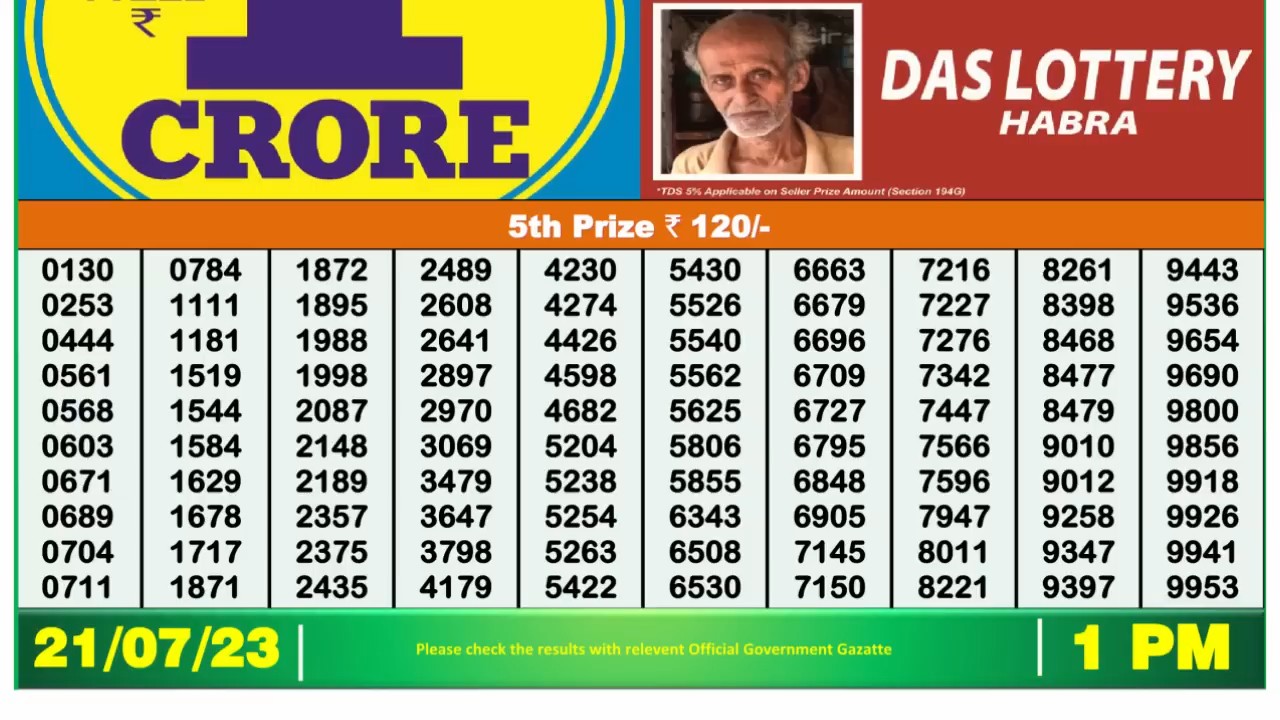 ₹
1
CRORE
DAS LOTTERY
HABRA
*TDS 5% Applicable on Seller Prize Amount (Section 194G)
5th Prize ₹ 120/-
0130 0784 1872 2489 4230 5430 6663 7216 8261 9443
0253 1111 1895 2608 4274 5526 6679 7227 8398 9536
0444 1181 1988 2641 4426 5540 6696 7276 8468 9654
0561 1519 1998 2897 4598 5562 6709 7342 8477 9690
0568 1544 2087 2970 4682 5625 6727 7447 8479 9800
0603 1584 2148 3069 5204 5806 6795 7566 9010 9856
0671 1629 2189 3479 5238 5855 6848 7596 9012 9918
0689 1678 2357 3647 5254 6343 6905 7947 9258 9926
0704 1717 2375 3798 5263 6508 7145 8011 9347 9941
0711 1871 2435 4179 5422 6530 7150 8221 9397 9953
21/07/23
Please check the results with relevent Official Government Gazatte
1 PM